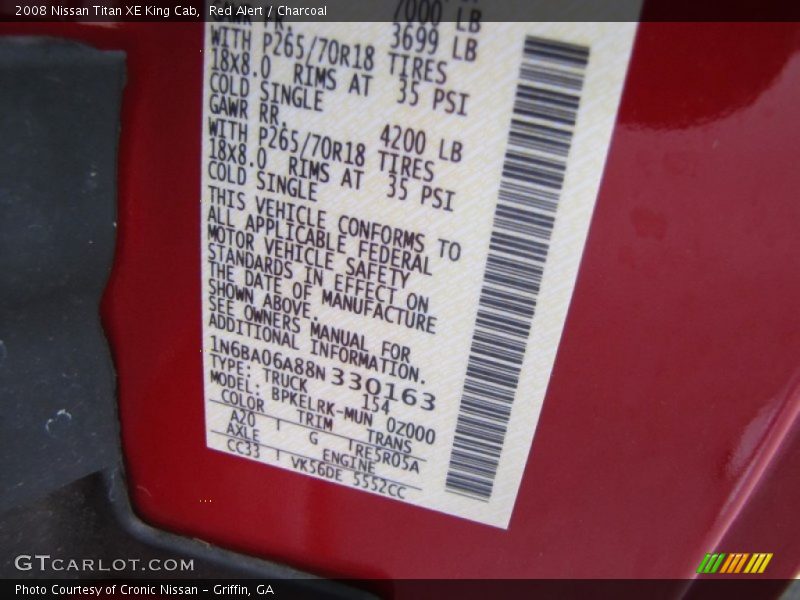 2008 Nissan Titan XE King Cab, Red Alert / Charcoal
7000 LB
GAWR FR. 3699 LB
WITH P265/70R18 TIRES
18X8.0 RIMS AT 35 PSI
COLD SINGLE
GAWR RR. 4200 LB
WITH P265/70R18 TIRES
18X8.0 RIMS AT 35 PSI
COLD SINGLE
THIS VEHICLE CONFORMS TO
ALL APPLICABLE FEDERAL
MOTOR VEHICLE SAFETY
STANDARDS IN EFFECT ON
THE DATE OF MANUFACTURE
SHOWN ABOVE.
SEE OWNERS MANUAL FOR
ADDITIONAL INFORMATION.
1N6BA06A88N330163
TYPE: TRUCK 154
MODEL: BPKELRK-MUN 0Z000
COLOR TRIM TRANS
A20 G RE5R05A
AXLE ENGINE
CC33 VK56DE 5552CC
GTCARLOT.COM
Photo Courtesy of Cronic Nissan - Griffin, GA